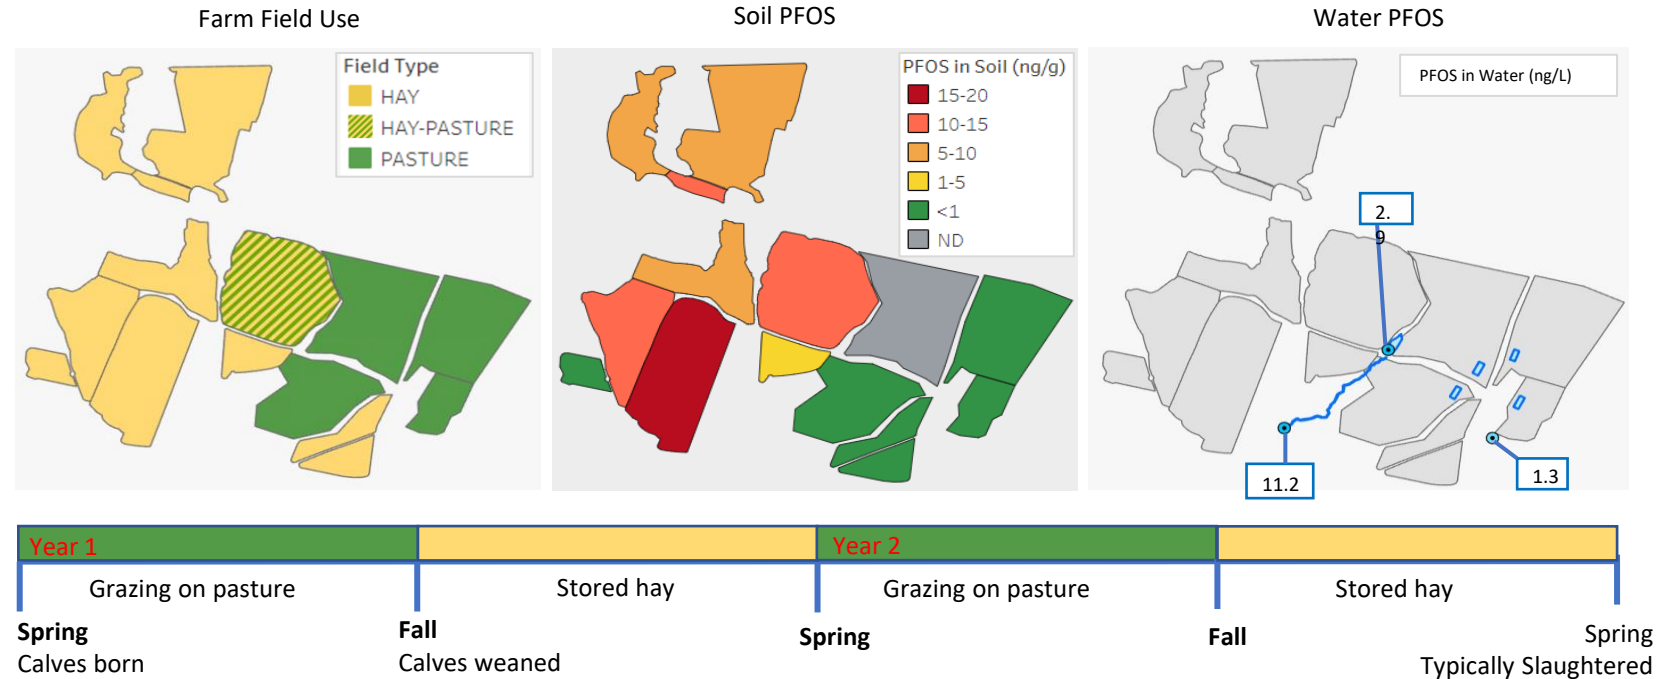 Farm Field Use
Soil PFOS
Water PFOS
Field Type
HAY
HAY-PASTURE
PASTURE
PFOS in Soil (ng/g)
15-20
10-15
5-10
1-5
<1
ND
PFOS in Water (ng/L)
2.
9
11.2
1.3
Year 1
Year 2
Grazing on pasture
Stored hay
Grazing on pasture
Stored hay
Spring
Calves born
Fall
Calves weaned
Spring
Fall
Spring
Typically Slaughtered